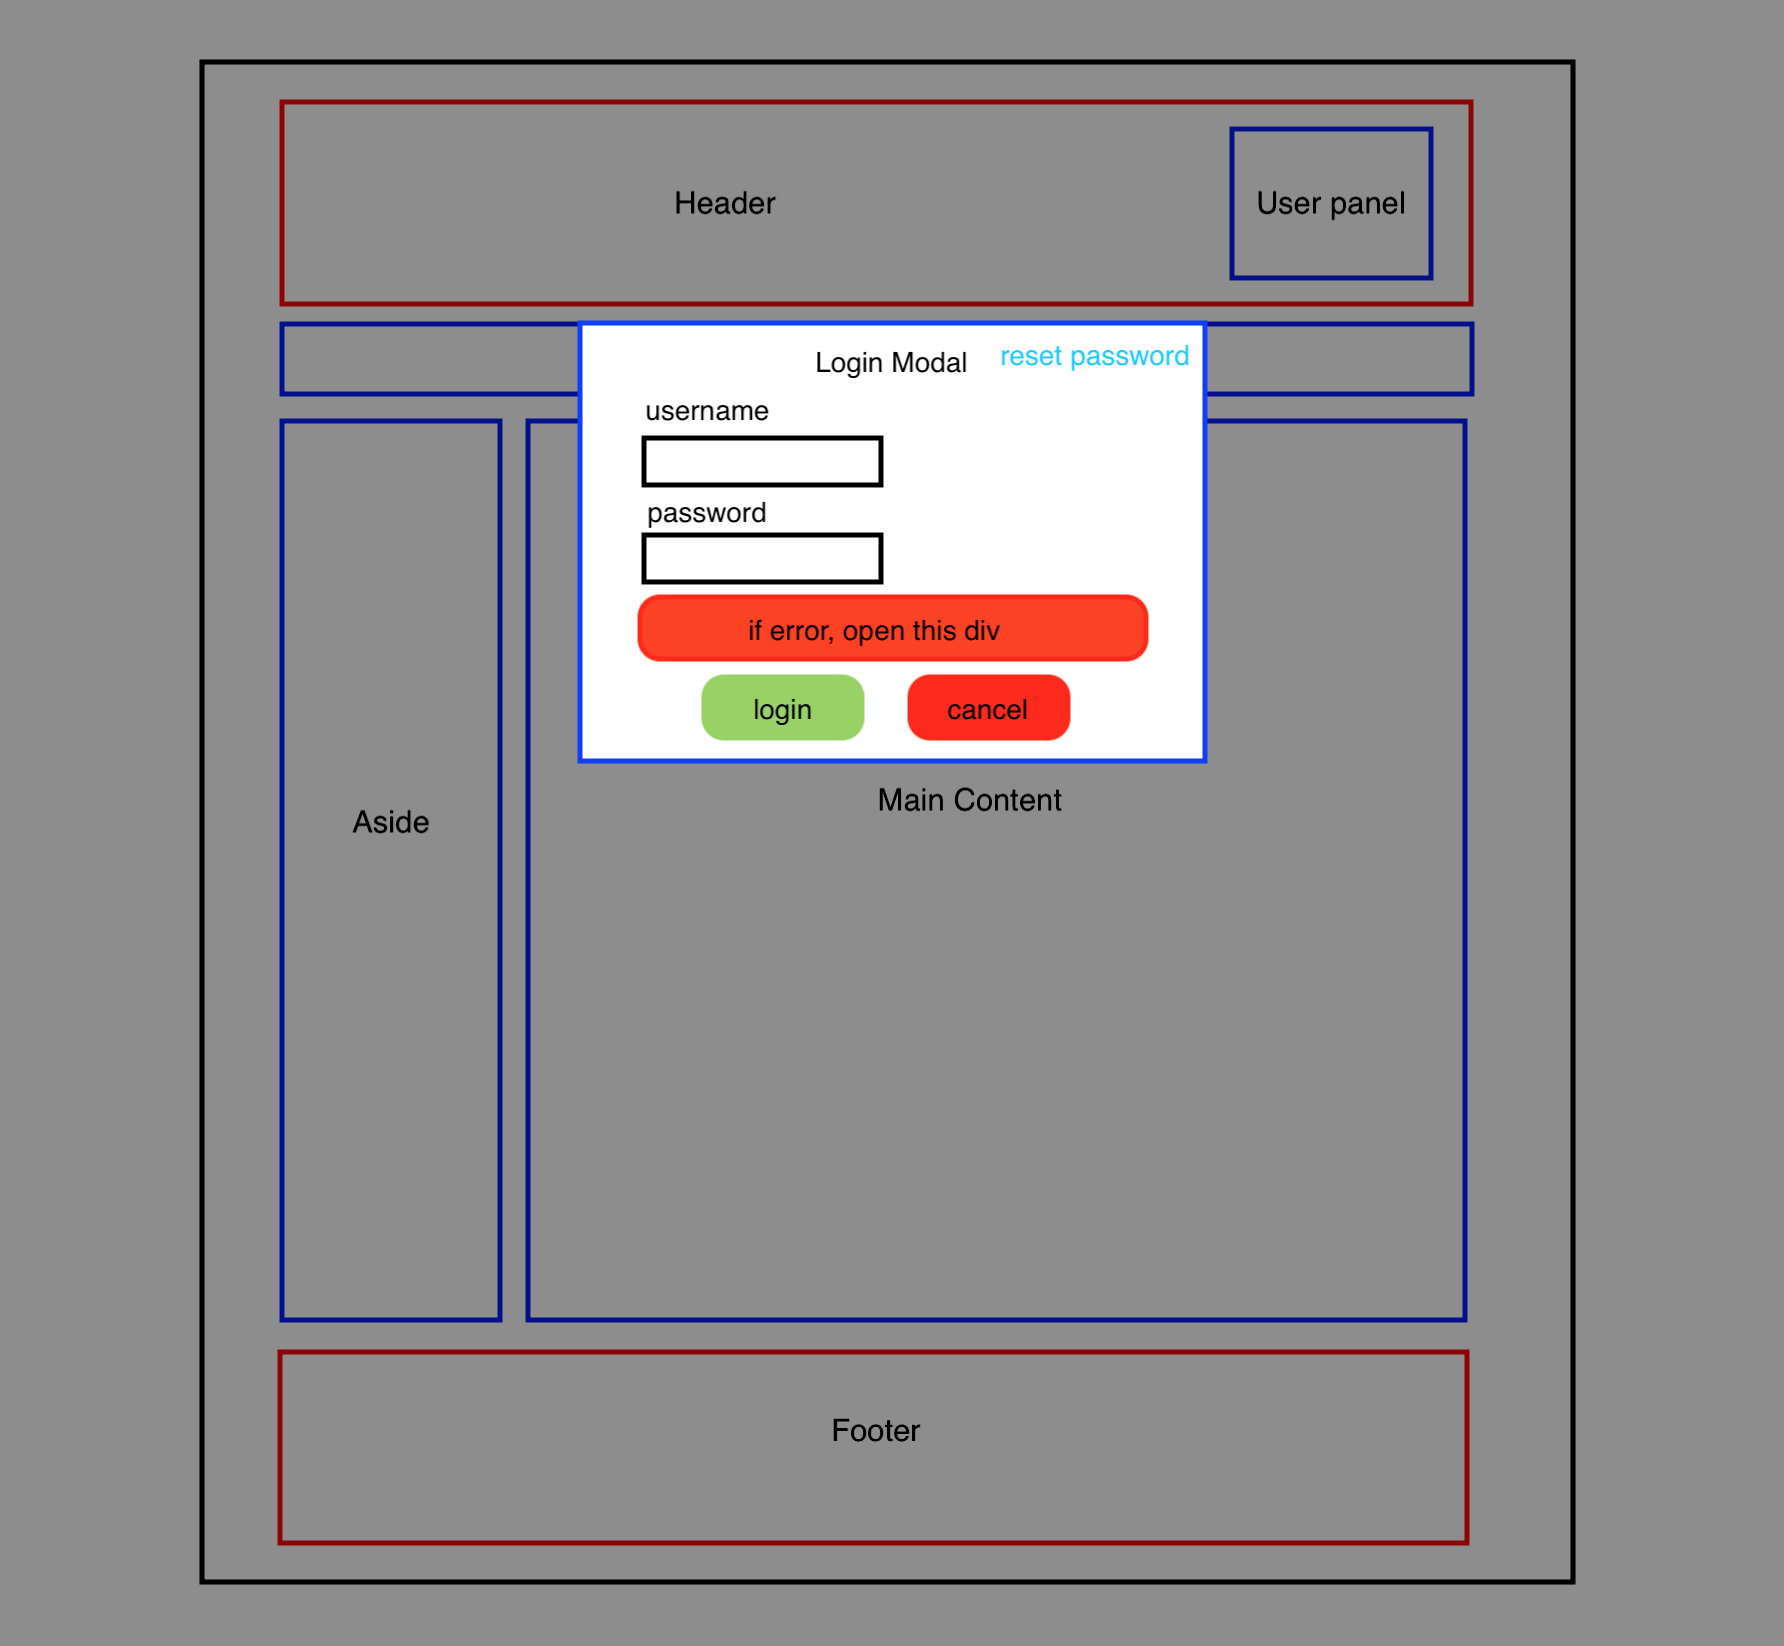 Header
User panel
Login Modal
reset password
username
password
if error, open this div
login
cancel
Main Content
Aside
Footer